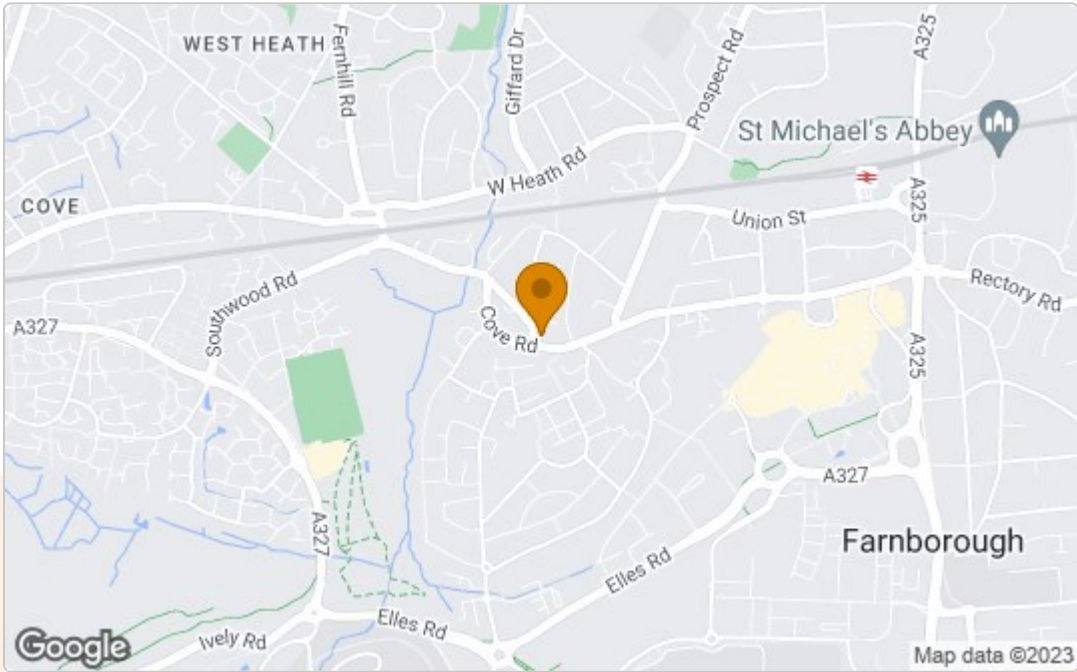 WEST HEATH
Fernhill Rd
Giffard Dr
Prospect Rd
A325
St Michael's Abbey
W Heath Rd
COVE
A325
Union St
Rectory Rd
Southwood Rd
A327
Cove Rd
A325
A327
A327
Farnborough
Elles Rd
Elles Rd
Ively Rd
Google
Map data ©2023